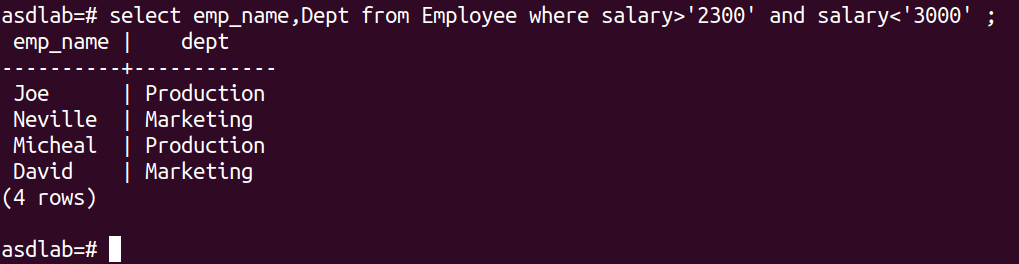 asdlab=# select emp_name,Dept from Employee where salary>'2300' and salary<'3000' ;
 emp_name |    dept
----------+------------
 Joe      | Production
 Neville  | Marketing
 Micheal  | Production
 David    | Marketing
(4 rows)

asdlab=#